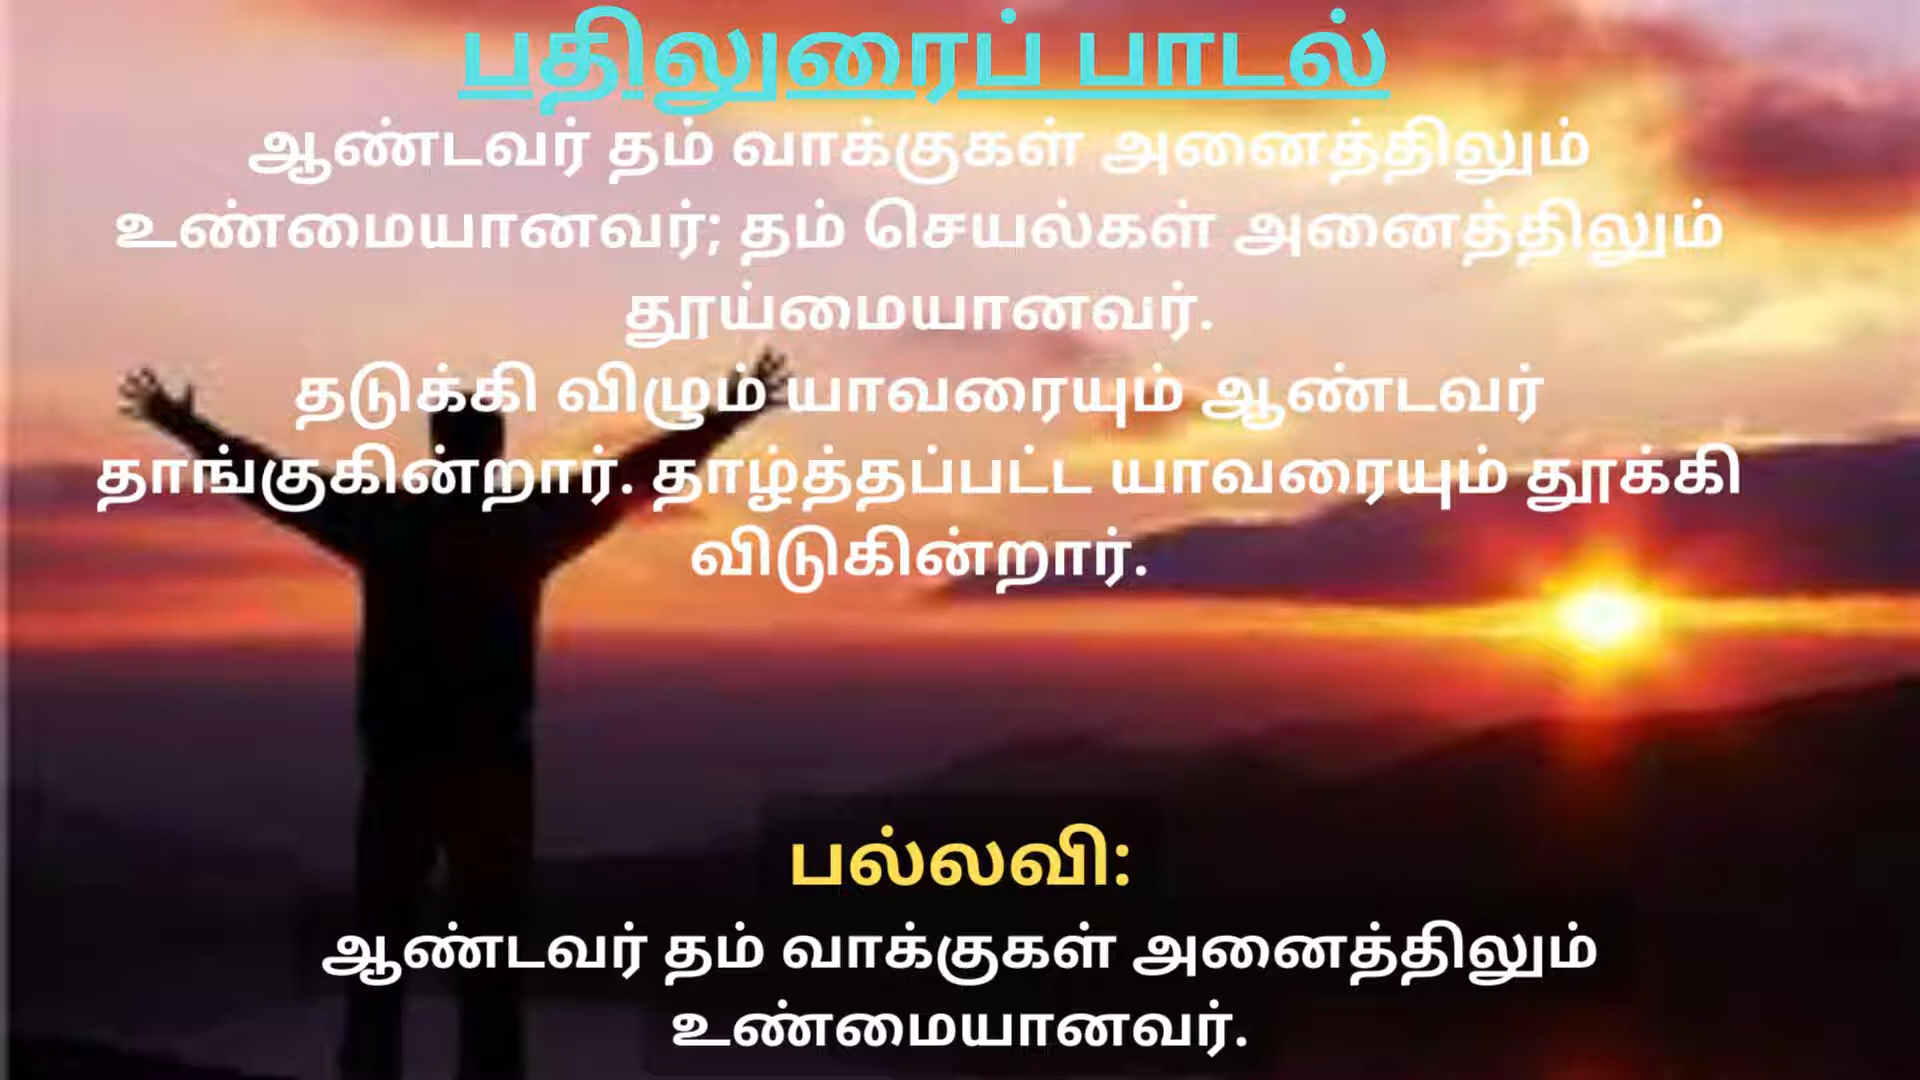 பதிலுரைப் பாடல்
ஆண்டவர் தம் வாக்குகள் அனைத்திலும்
உண்மையானவர்; தம் செயல்கள் அனைத்திலும்
தூய்மையானவர்.
தடுக்கி விழும் யாவரையும் ஆண்டவர்
தாங்குகின்றார். தாழ்த்தப்பட்ட யாவரையும் தூக்கி
விடுகின்றார்.
பல்லவி:
ஆண்டவர் தம் வாக்குகள் அனைத்திலும்
உண்மையானவர்.